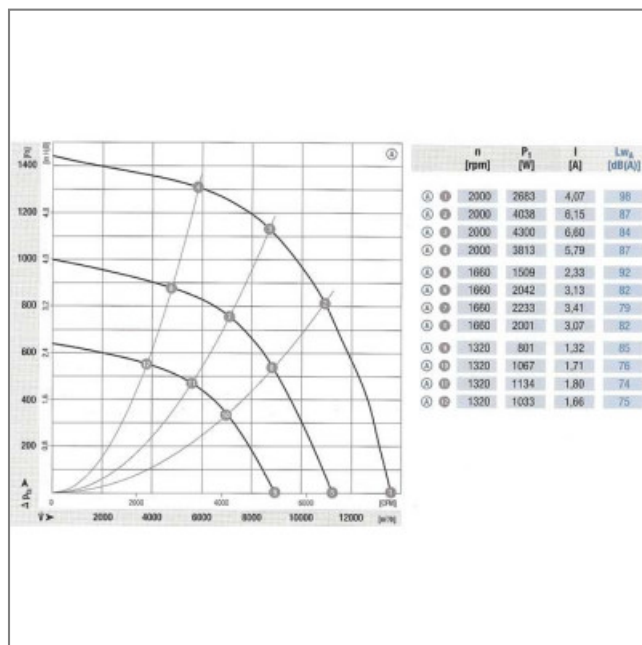 n P₁ I LwA
[rpm] [W] [A] [dB(A)]
A 1 2000 2683 4,07 98
A 2 2000 4038 6,15 87
A 3 2000 4300 6,60 84
A 4 2000 3813 5,79 87
A 5 1660 1509 2,33 92
A 6 1660 2042 3,13 82
A 7 1660 2233 3,41 79
A 8 1660 2001 3,07 82
A 9 1320 801 1,32 85
A 10 1320 1067 1,71 76
A 11 1320 1134 1,80 74
A 12 1320 1033 1,66 75
A
[Pa] [in H₂O]
1400
1200
1000
800 3,2
600 2,4
400 1,6
200 0,8
0 2000 4000 6000 [CFM]
2000 4000 6000 8000 10000 12000 [m³/h]